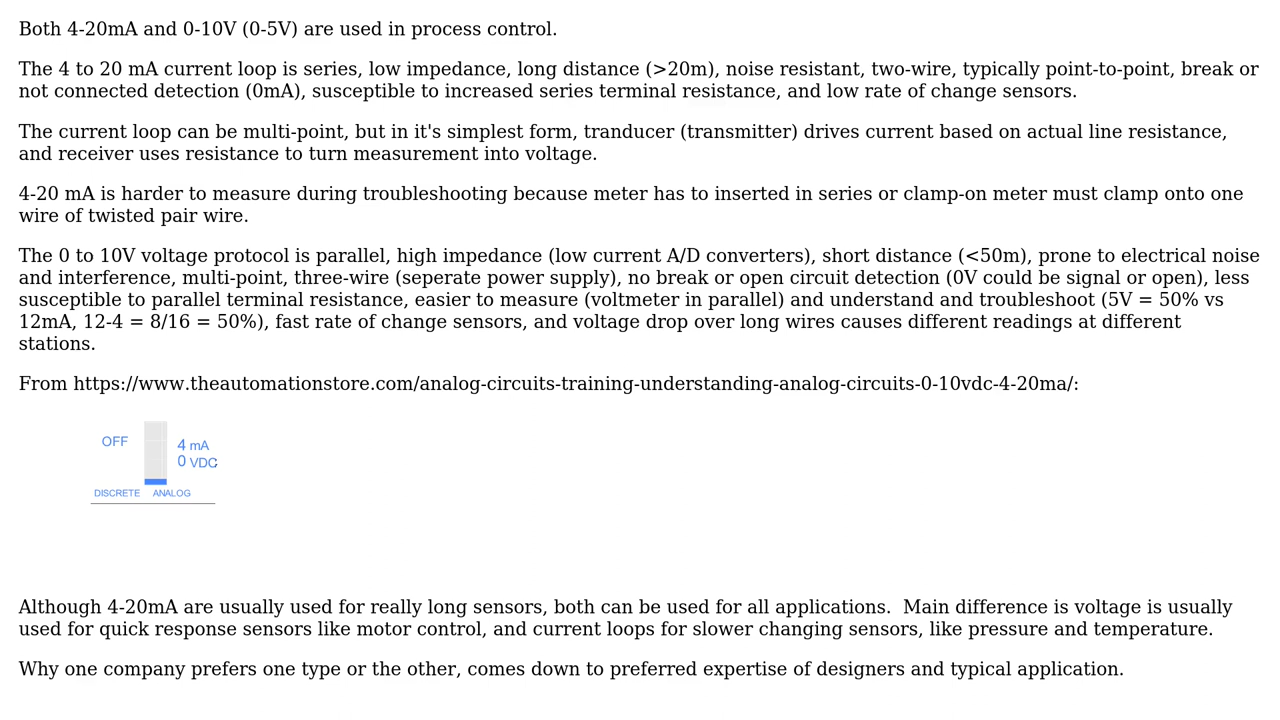 Both 4-20mA and 0-10V (0-5V) are used in process control.
The 4 to 20 mA current loop is series, low impedance, long distance (>20m), noise resistant, two-wire, typically point-to-point, break or
not connected detection (0mA), susceptible to increased series terminal resistance, and low rate of change sensors.
The current loop can be multi-point, but in it's simplest form, tranducer (transmitter) drives current based on actual line resistance,
and receiver uses resistance to turn measurement into voltage.
4-20 mA is harder to measure during troubleshooting because meter has to inserted in series or clamp-on meter must clamp onto one
wire of twisted pair wire.
The 0 to 10V voltage protocol is parallel, high impedance (low current A/D converters), short distance (<50m), prone to electrical noise
and interference, multi-point, three-wire (seperate power supply), no break or open circuit detection (0V could be signal or open), less
susceptible to parallel terminal resistance, easier to measure (voltmeter in parallel) and understand and troubleshoot (5V = 50% vs
12mA, 12-4 = 8/16 = 50%), fast rate of change sensors, and voltage drop over long wires causes different readings at different
stations.
From https://www.theautomationstore.com/analog-circuits-training-understanding-analog-circuits-0-10vdc-4-20ma/:
OFF
4 mA
0 VDC
DISCRETE ANALOG
Although 4-20mA are usually used for really long sensors, both can be used for all applications.  Main difference is voltage is usually
used for quick response sensors like motor control, and current loops for slower changing sensors, like pressure and temperature.
Why one company prefers one type or the other, comes down to preferred expertise of designers and typical application.